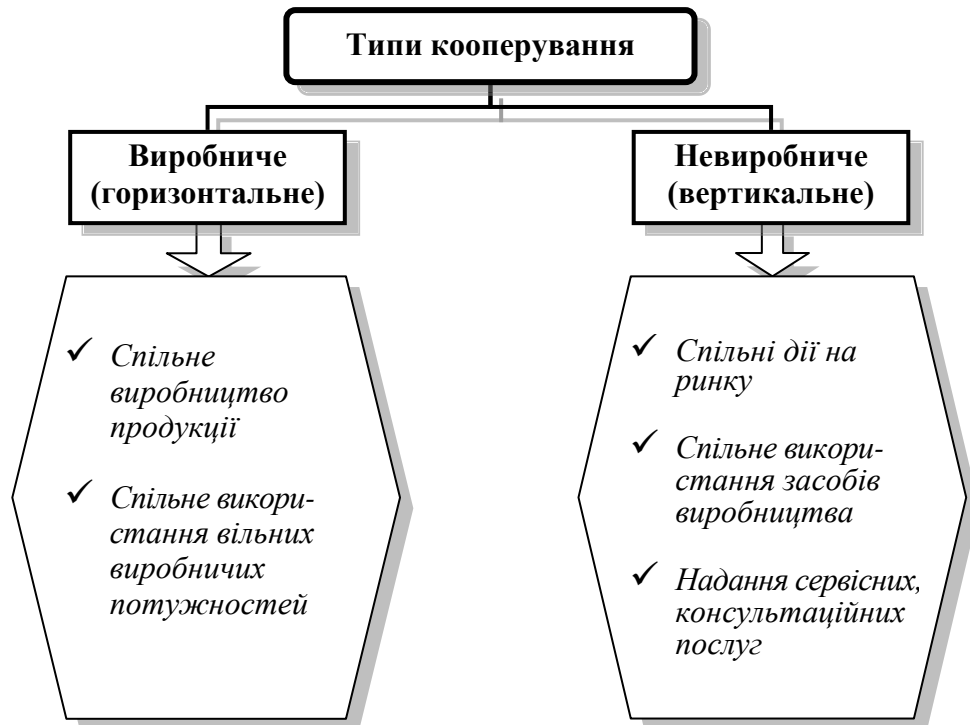 Типи кооперування
Виробниче
(горизонтальне)
Невиробниче
(вертикальне)
✓ Спільне
виробництво
продукції
✓ Спільне викори-
стання вільних
виробничих
потужностей
✓ Спільні дії на
ринку
✓ Спільне викори-
стання засобів
виробництва
✓ Надання сервісних,
консультаційних
послуг